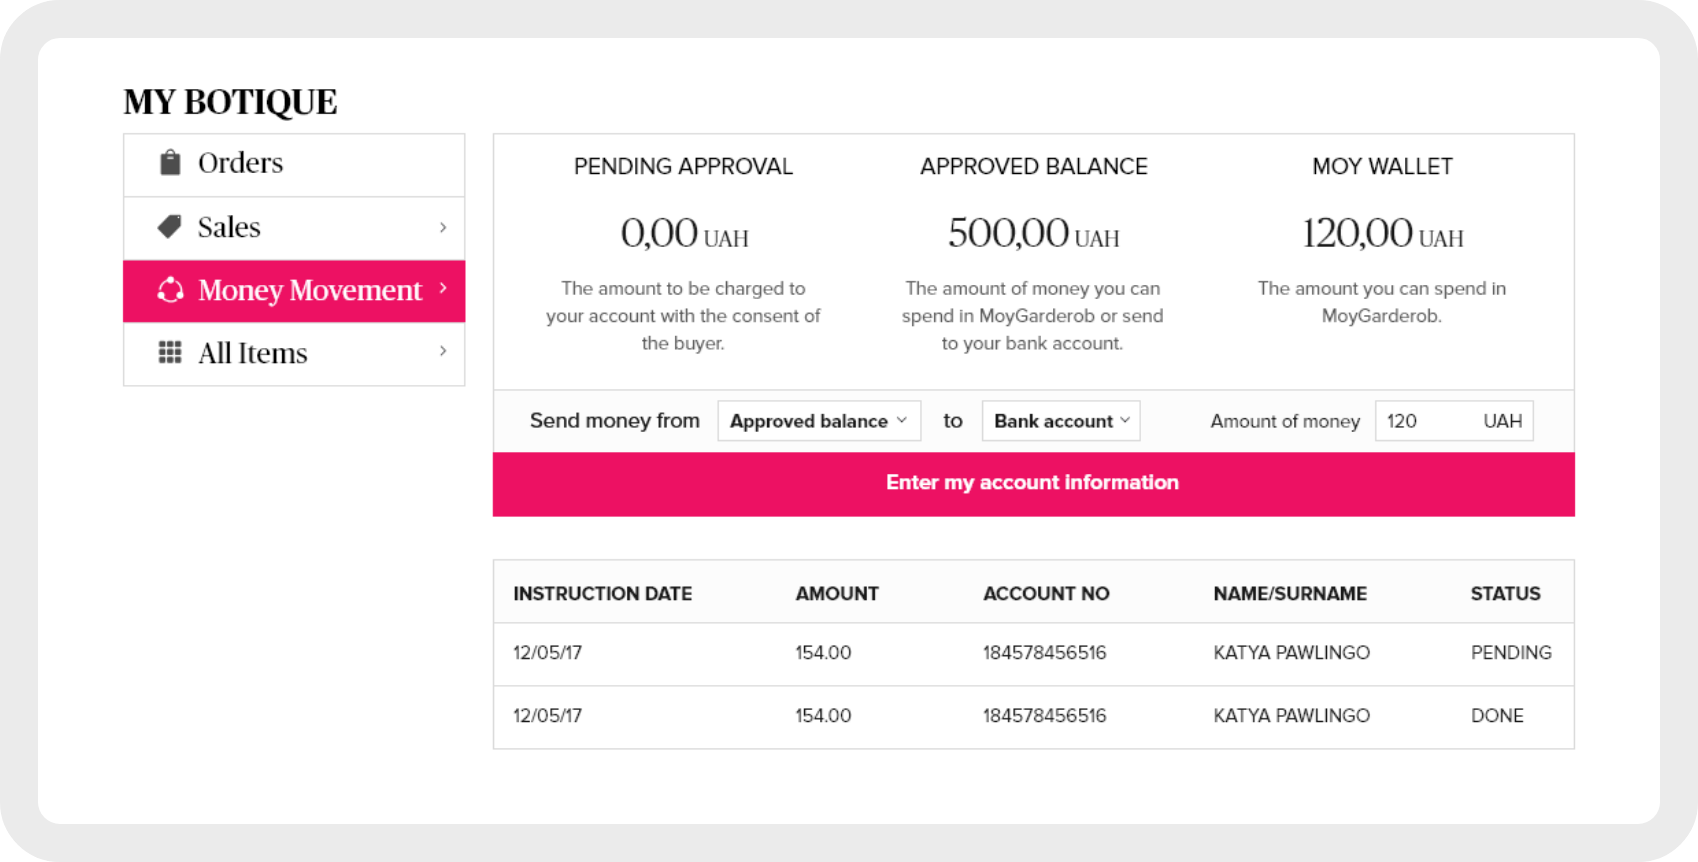 MY BOTIQUE
Orders
Sales
Money Movement
All Items
PENDING APPROVAL
0,00 UAH
The amount to be charged to
your account with the consent of
the buyer.
APPROVED BALANCE
500,00 UAH
The amount of money you can
spend in MoyGarderob or send
to your bank account.
MOY WALLET
120,00 UAH
The amount you can spend in
MoyGarderob.
Send money from Approved balance to Bank account Amount of money 120 UAH
Enter my account information
INSTRUCTION DATE AMOUNT ACCOUNT NO NAME/SURNAME STATUS
12/05/17 154.00 184578456516 KATYA PAWLINGO PENDING
12/05/17 154.00 184578456516 KATYA PAWLINGO DONE